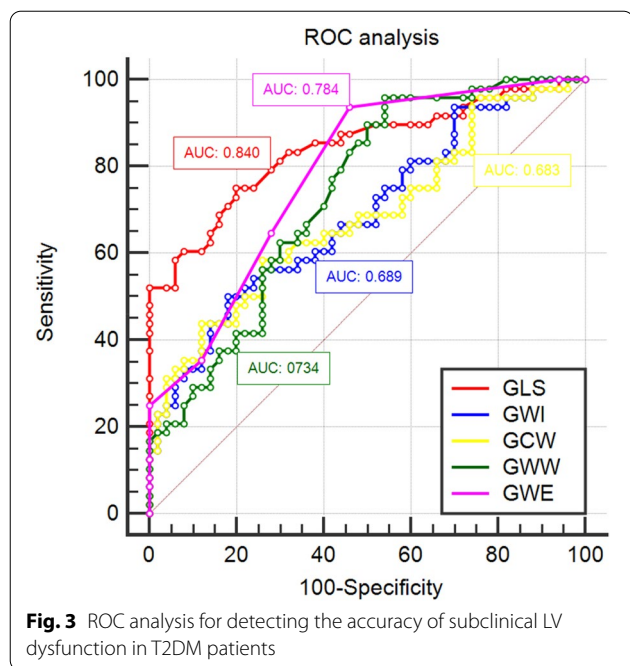 ROC analysis
100
80
60
40
20
0
Sensitivity
AUC: 0.784
AUC: 0.840
AUC: 0.683
AUC: 0.689
AUC: 0734
GLS
GWI
GCW
GWW
GWE
0 20 40 60 80 100
100-Specificity
Fig. 3 ROC analysis for detecting the accuracy of subclinical LV
dysfunction in T2DM patients